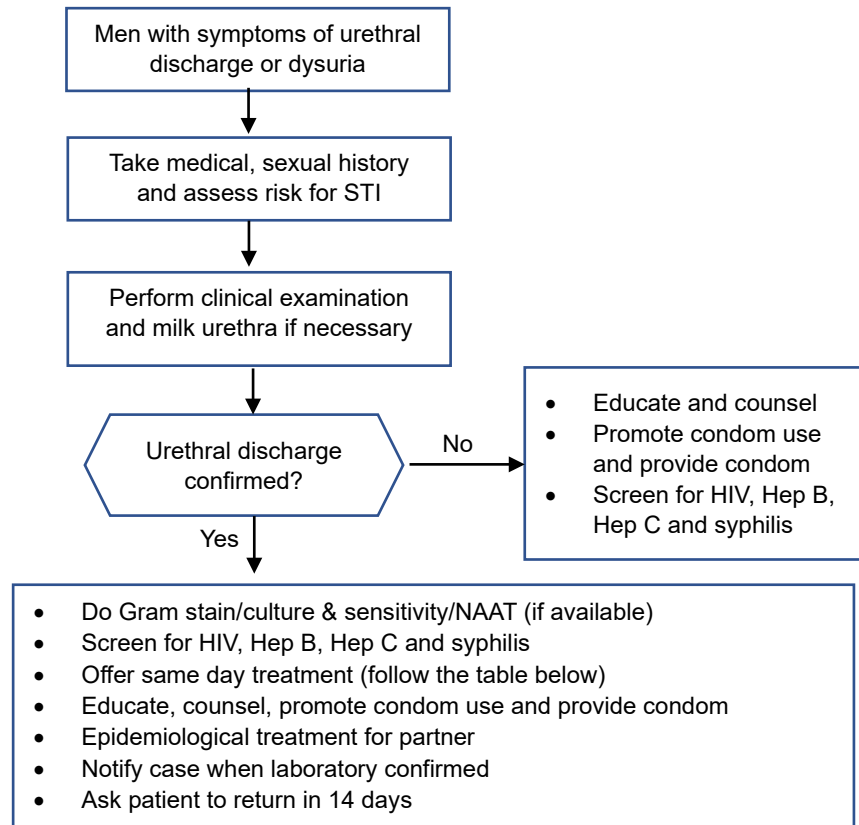 Men with symptoms of urethral
discharge or dysuria
Take medical, sexual history
and assess risk for STI
Perform clinical examination
and milk urethra if necessary
Urethral discharge
confirmed?
No
• Educate and counsel
• Promote condom use
and provide condom
• Screen for HIV, Hep B,
Hep C and syphilis
Yes
• Do Gram stain/culture & sensitivity/NAAT (if available)
• Screen for HIV, Hep B, Hep C and syphilis
• Offer same day treatment (follow the table below)
• Educate, counsel, promote condom use and provide condom
• Epidemiological treatment for partner
• Notify case when laboratory confirmed
• Ask patient to return in 14 days